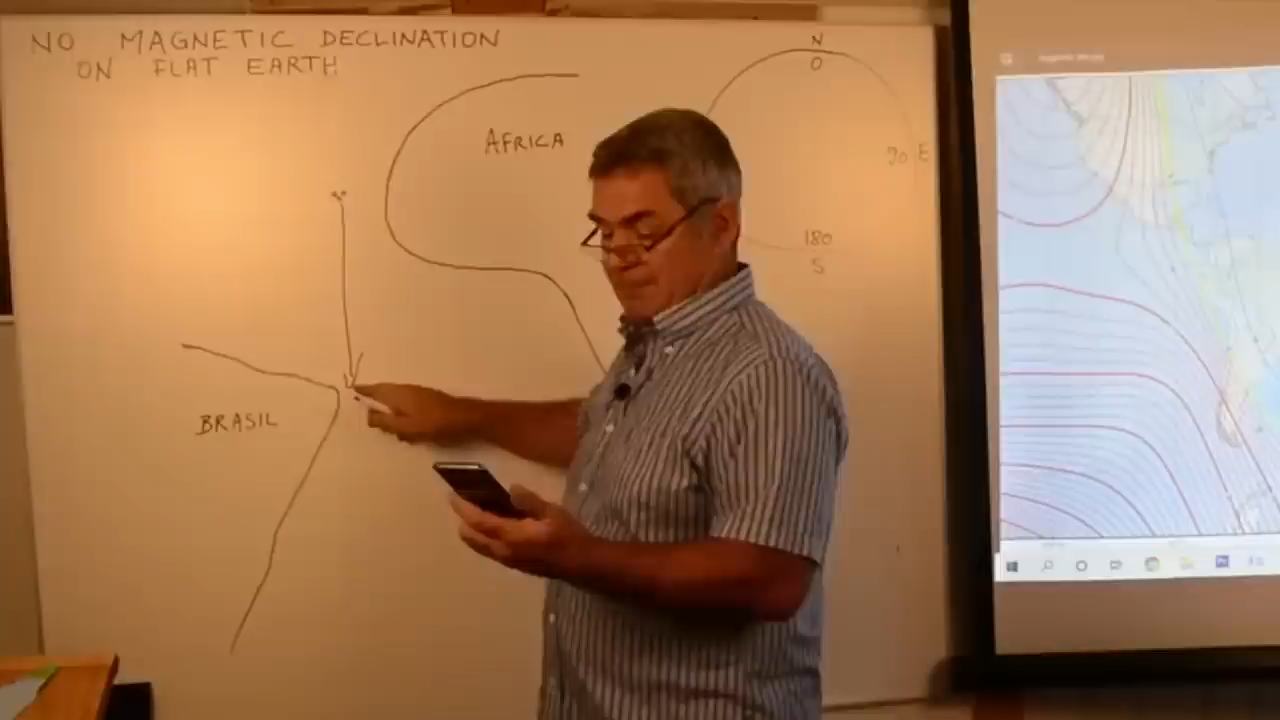 NO MAGNETIC DECLINATION
ON FLAT EARTH
N
0
AFRICA
90 E
180
S
BRASIL